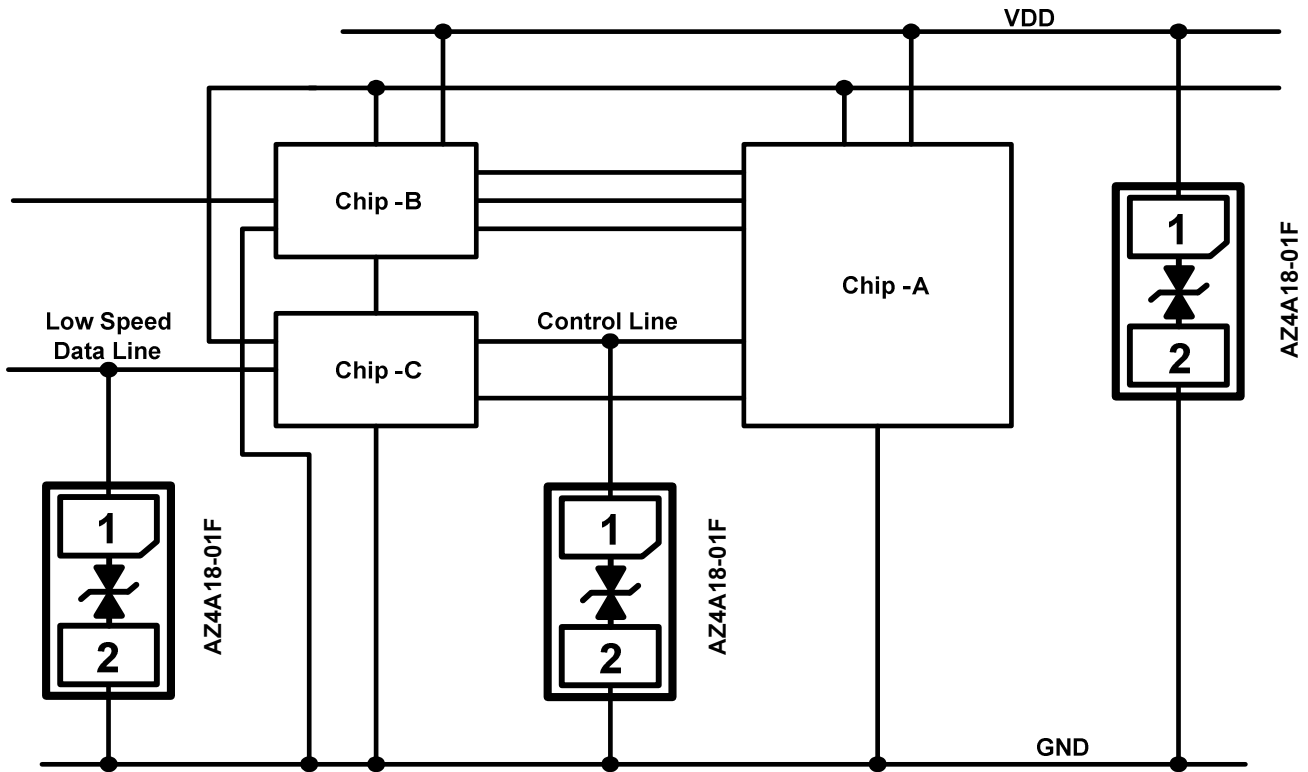 VDD
Chip -B
1
AZ4A18-01F
Chip -A
Low Speed
Data Line
Control Line
2
Chip -C
1
AZ4A18-01F
2
1
AZ4A18-01F
2
GND